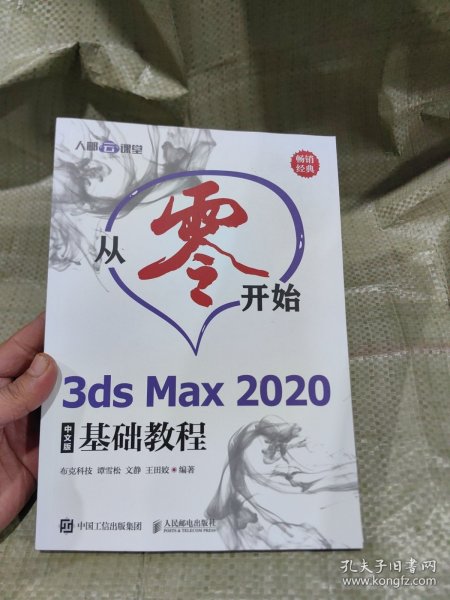 人邮云课堂
畅销
经典
从
零
开始
3ds Max 2020
中文版
基础教程
布克科技 谭雪松 文静 王田姣 编著
中国工信出版集团
人民邮电出版社
POSTS & TELECOM PRESS
孔夫子旧书网
www.kongfz.com